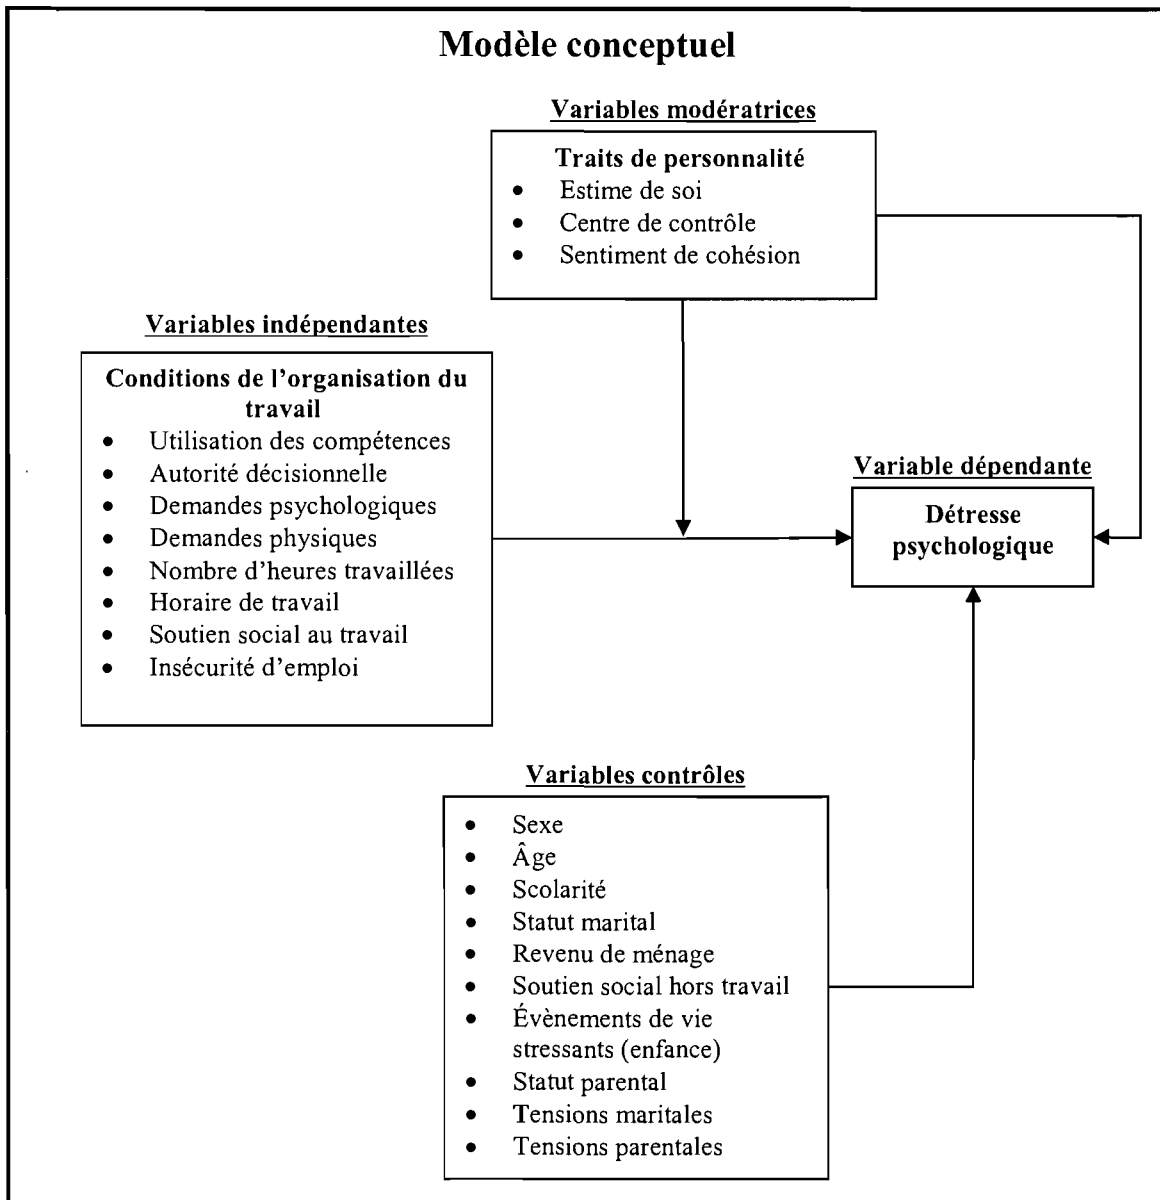 Modèle conceptuel
Variables modératrices
Traits de personnalité
• Estime de soi
• Centre de contrôle
• Sentiment de cohésion
Variables indépendantes
Conditions de l'organisation du
travail
• Utilisation des compétences
• Autorité décisionnelle
• Demandes psychologiques
• Demandes physiques
• Nombre d'heures travaillées
• Horaire de travail
• Soutien social au travail
• Insécurité d'emploi
Variable dépendante
Détresse
psychologique
Variables contrôles
• Sexe
• Âge
• Scolarité
• Statut marital
• Revenu de ménage
• Soutien social hors travail
• Évènements de vie
stressants (enfance)
• Statut parental
• Tensions maritales
• Tensions parentales